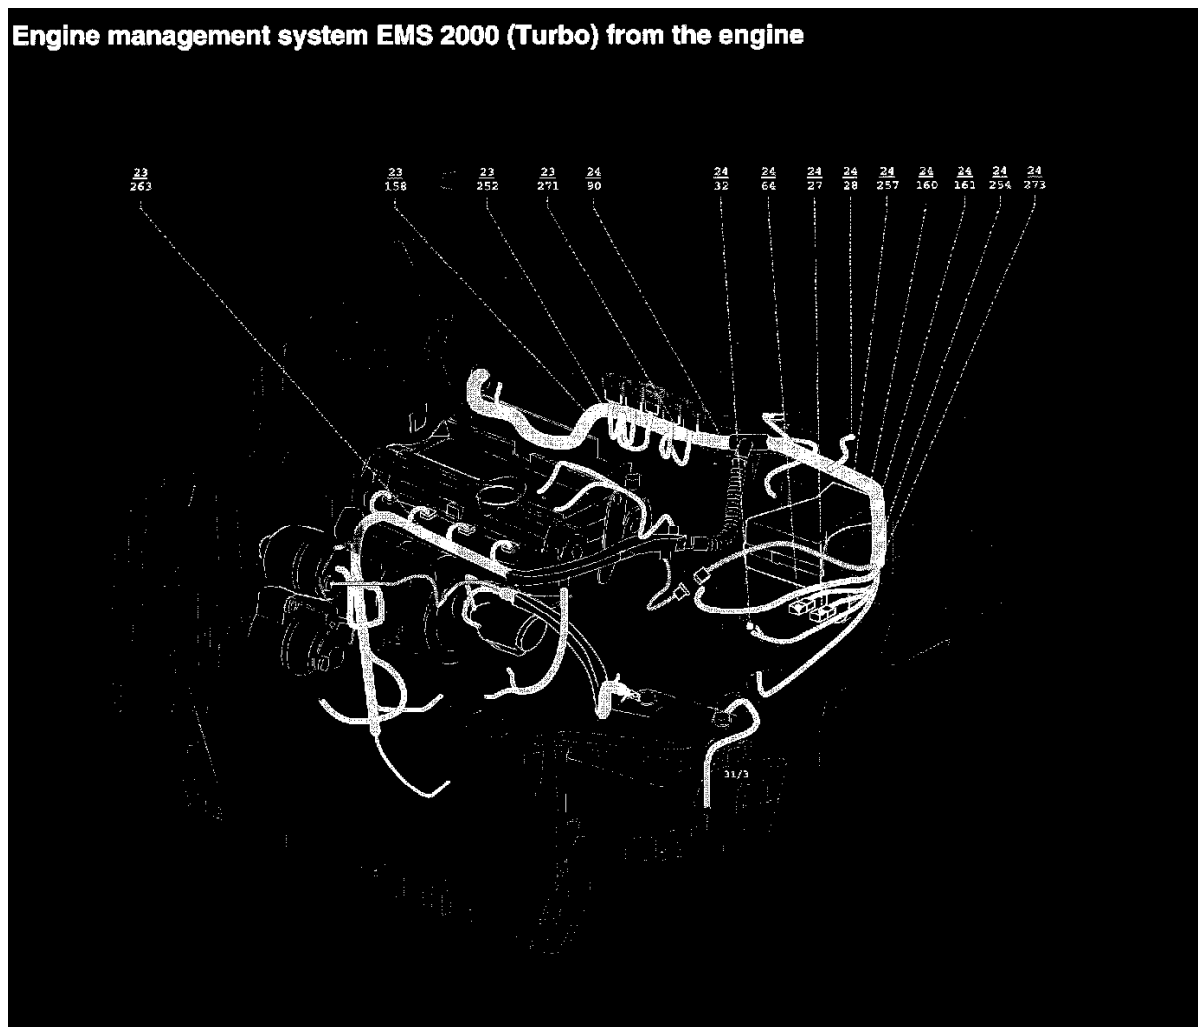 Engine management system EMS 2000 (Turbo) from the engine
23 23 23 23 24 24 24 24 24 24 24 24 24 24
263 158 252 271 90 32 64 27 28 257 160 161 254 273
31/3